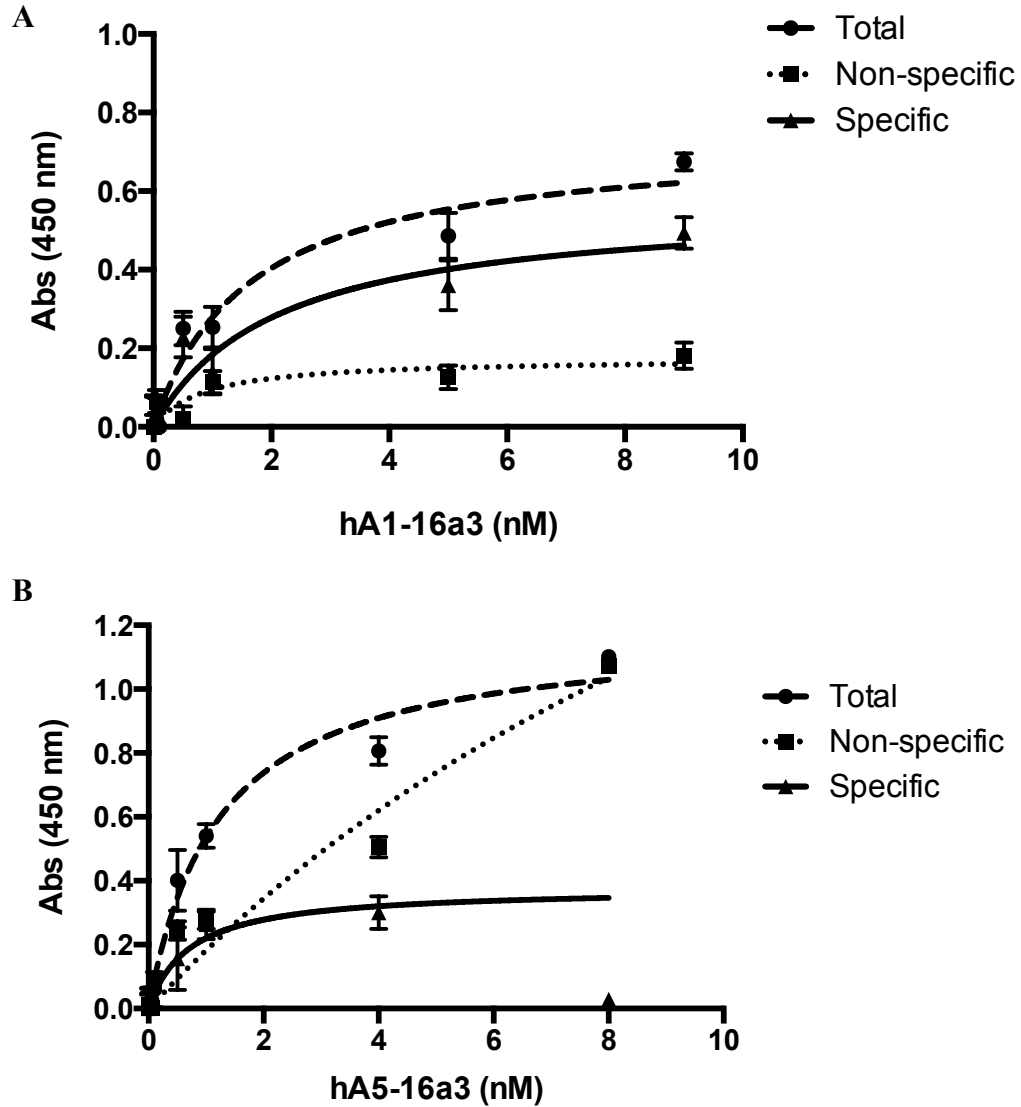 A
Abs (450 nm)
1.0
0.8
0.6
0.4
0.2
0.0
0 2 4 6 8 10
hA1-16a3 (nM)
Total
Non-specific
Specific
B
Abs (450 nm)
1.2
1.0
0.8
0.6
0.4
0.2
0.0
0 2 4 6 8 10
hA5-16a3 (nM)
Total
Non-specific
Specific